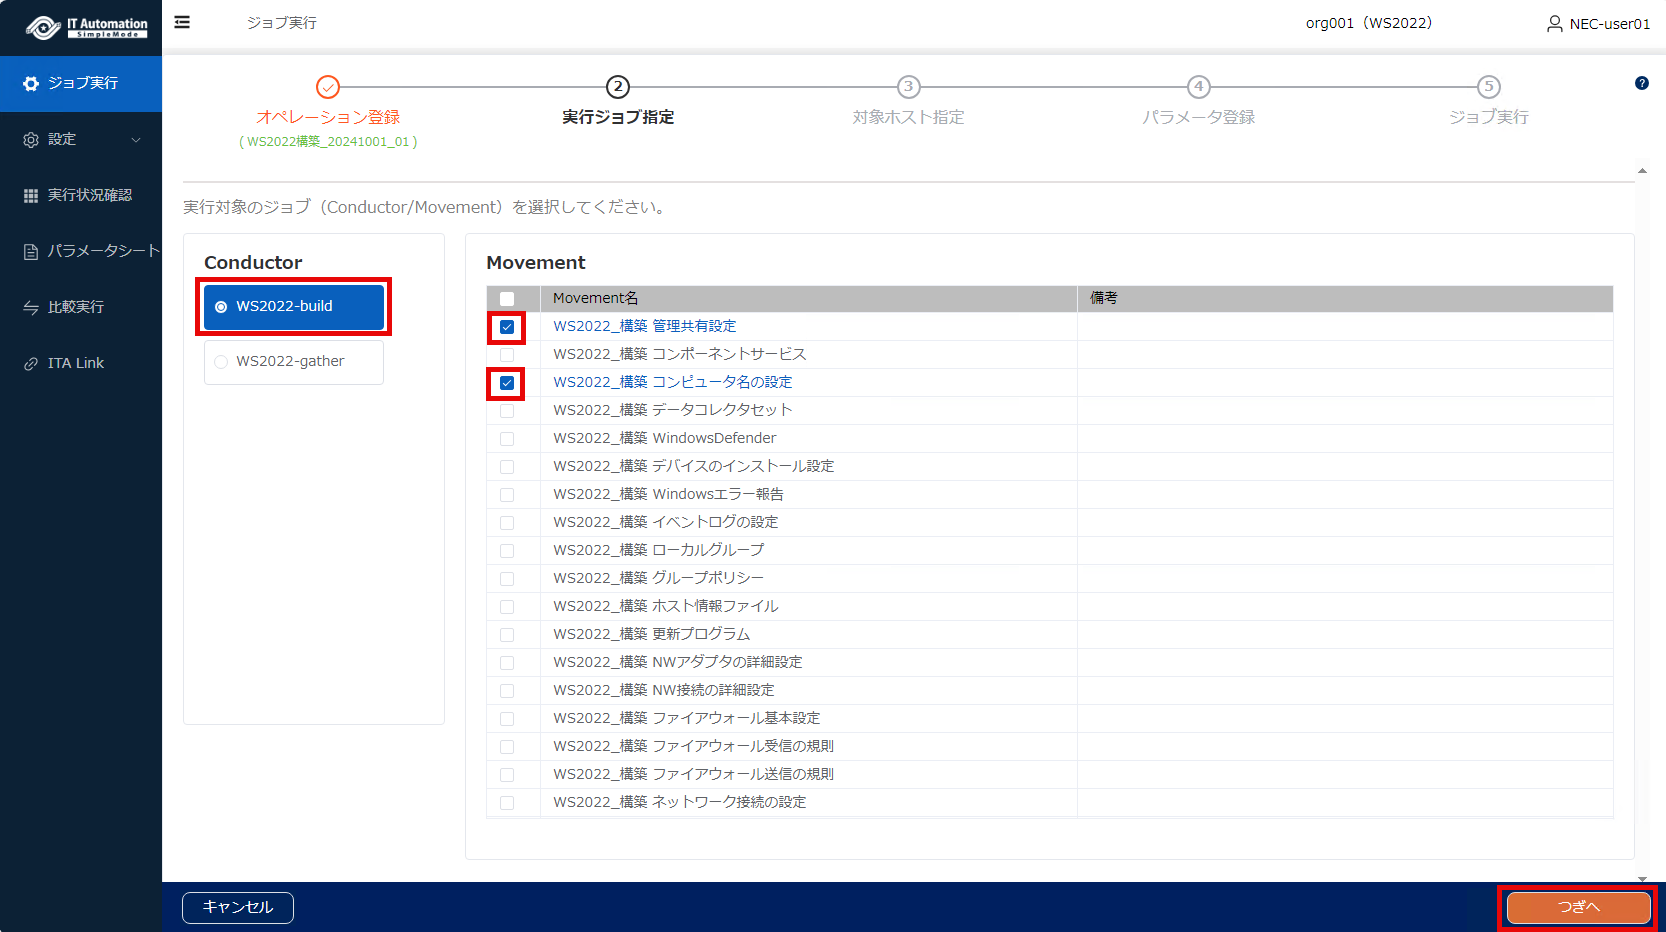 IT Automation
SimpleMode
ジョブ実行
org001（WS2022）
NEC-user01
ジョブ実行
設定
実行状況確認
パラメータシート
比較実行
ITA Link
2
3
4
5
?
オペレーション登録
実行ジョブ指定
対象ホスト指定
パラメータ登録
ジョブ実行
( WS2022構築_20241001_01 )
実行対象のジョブ（Conductor/Movement）を選択してください。
Conductor
WS2022-build
WS2022-gather
Movement
Movement名
備考
WS2022_構築 管理共有設定
WS2022_構築 コンポーネントサービス
WS2022_構築 コンピュータ名の設定
WS2022_構築 データコレクタセット
WS2022_構築 WindowsDefender
WS2022_構築 デバイスのインストール設定
WS2022_構築 Windowsエラー報告
WS2022_構築 イベントログの設定
WS2022_構築 ローカルグループ
WS2022_構築 グループポリシー
WS2022_構築 ホスト情報ファイル
WS2022_構築 更新プログラム
WS2022_構築 NWアダプタの詳細設定
WS2022_構築 NW接続の詳細設定
WS2022_構築 ファイアウォール基本設定
WS2022_構築 ファイアウォール受信の規則
WS2022_構築 ファイアウォール送信の規則
WS2022_構築 ネットワーク接続の設定
キャンセル
つぎへ